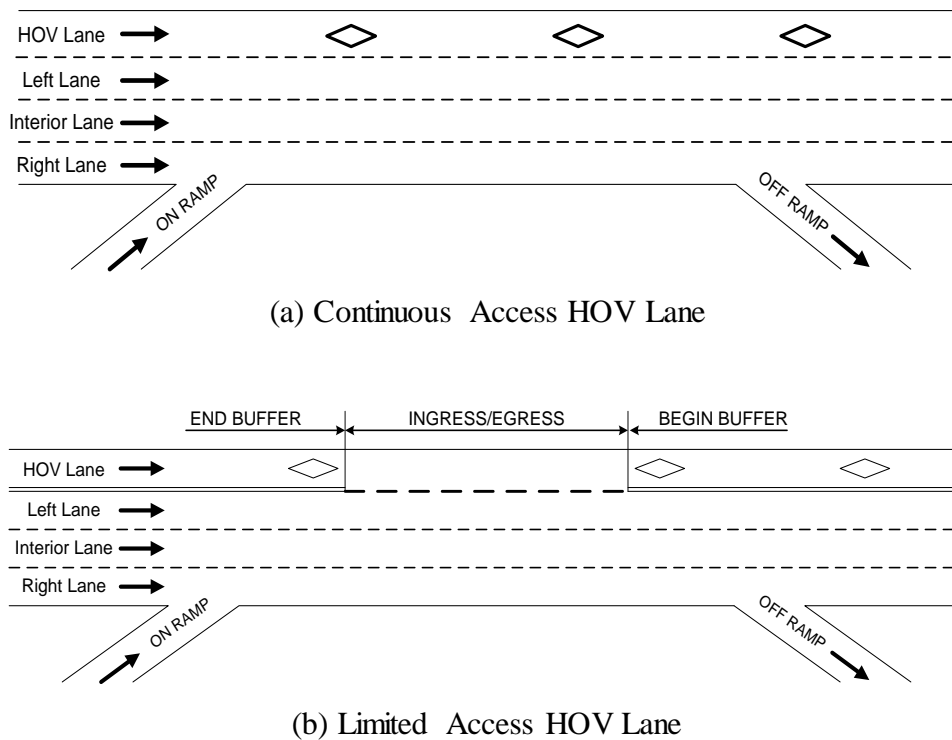 HOV Lane
Left Lane
Interior Lane
Right Lane
ON RAMP
OFF RAMP
(a) Continuous Access HOV Lane
END BUFFER
INGRESS/EGRESS
BEGIN BUFFER
HOV Lane
Left Lane
Interior Lane
Right Lane
ON RAMP
OFF RAMP
(b) Limited Access HOV Lane